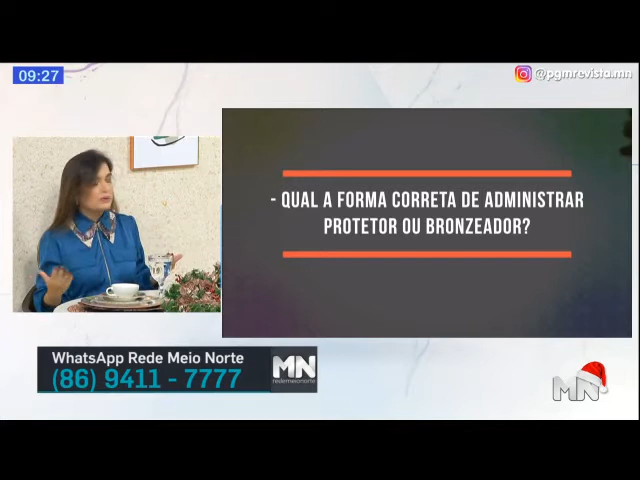 09:27
@pgmrevista.mn
- QUAL A FORMA CORRETA DE ADMINISTRAR
PROTETOR OU BRONZEADOR?
WhatsApp Rede Meio Norte
(86) 9411 - 7777
MN
redemeionorte
MN